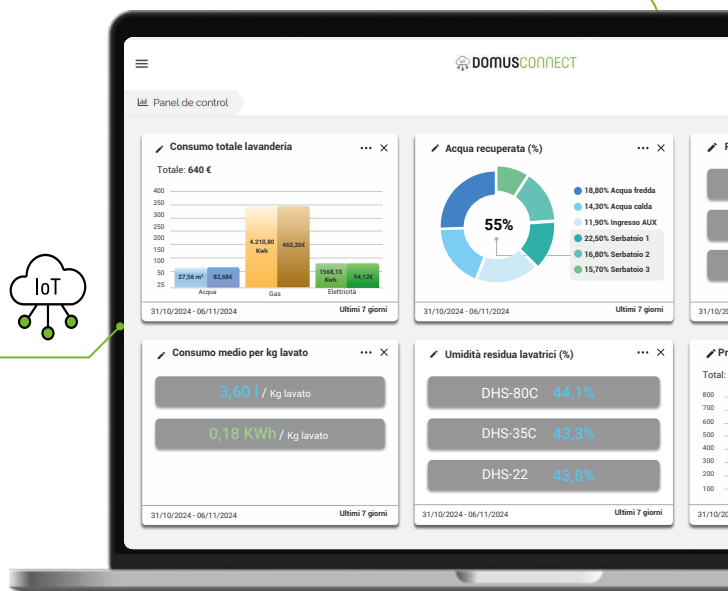 DOMUSCONNECT
Panel de control
Consumo totale lavanderia
Totale: 640 €
400
350
300
250
200
150
100
50
25
27,56 m³
82,68€
4.210,80
Kwh
463,20€
1568,13
Kwh
94,12€
Acqua
Gas
Elettricità
31/10/2024 - 06/11/2024
Ultimi 7 giorni
Acqua recuperata (%)
55%
18,80% Acqua fredda
14,30% Acqua calda
11,90% Ingresso AUX
22,50% Serbatoio 1
16,80% Serbatoio 2
15,70% Serbatoio 3
31/10/2024 - 06/11/2024
Ultimi 7 giorni
IoT
Consumo medio per kg lavato
3,60 l / Kg lavato
0,18 KWh / Kg lavato
31/10/2024 - 06/11/2024
Ultimi 7 giorni
Umidità residua lavatrici (%)
DHS-80C 44,1%
DHS-35C 43,3%
DHS-22 43,8%
31/10/2024 - 06/11/2024
Ultimi 7 giorni
31/10/20
Pr
Total:
800
700
600
500
400
300
200
100
31/10/20